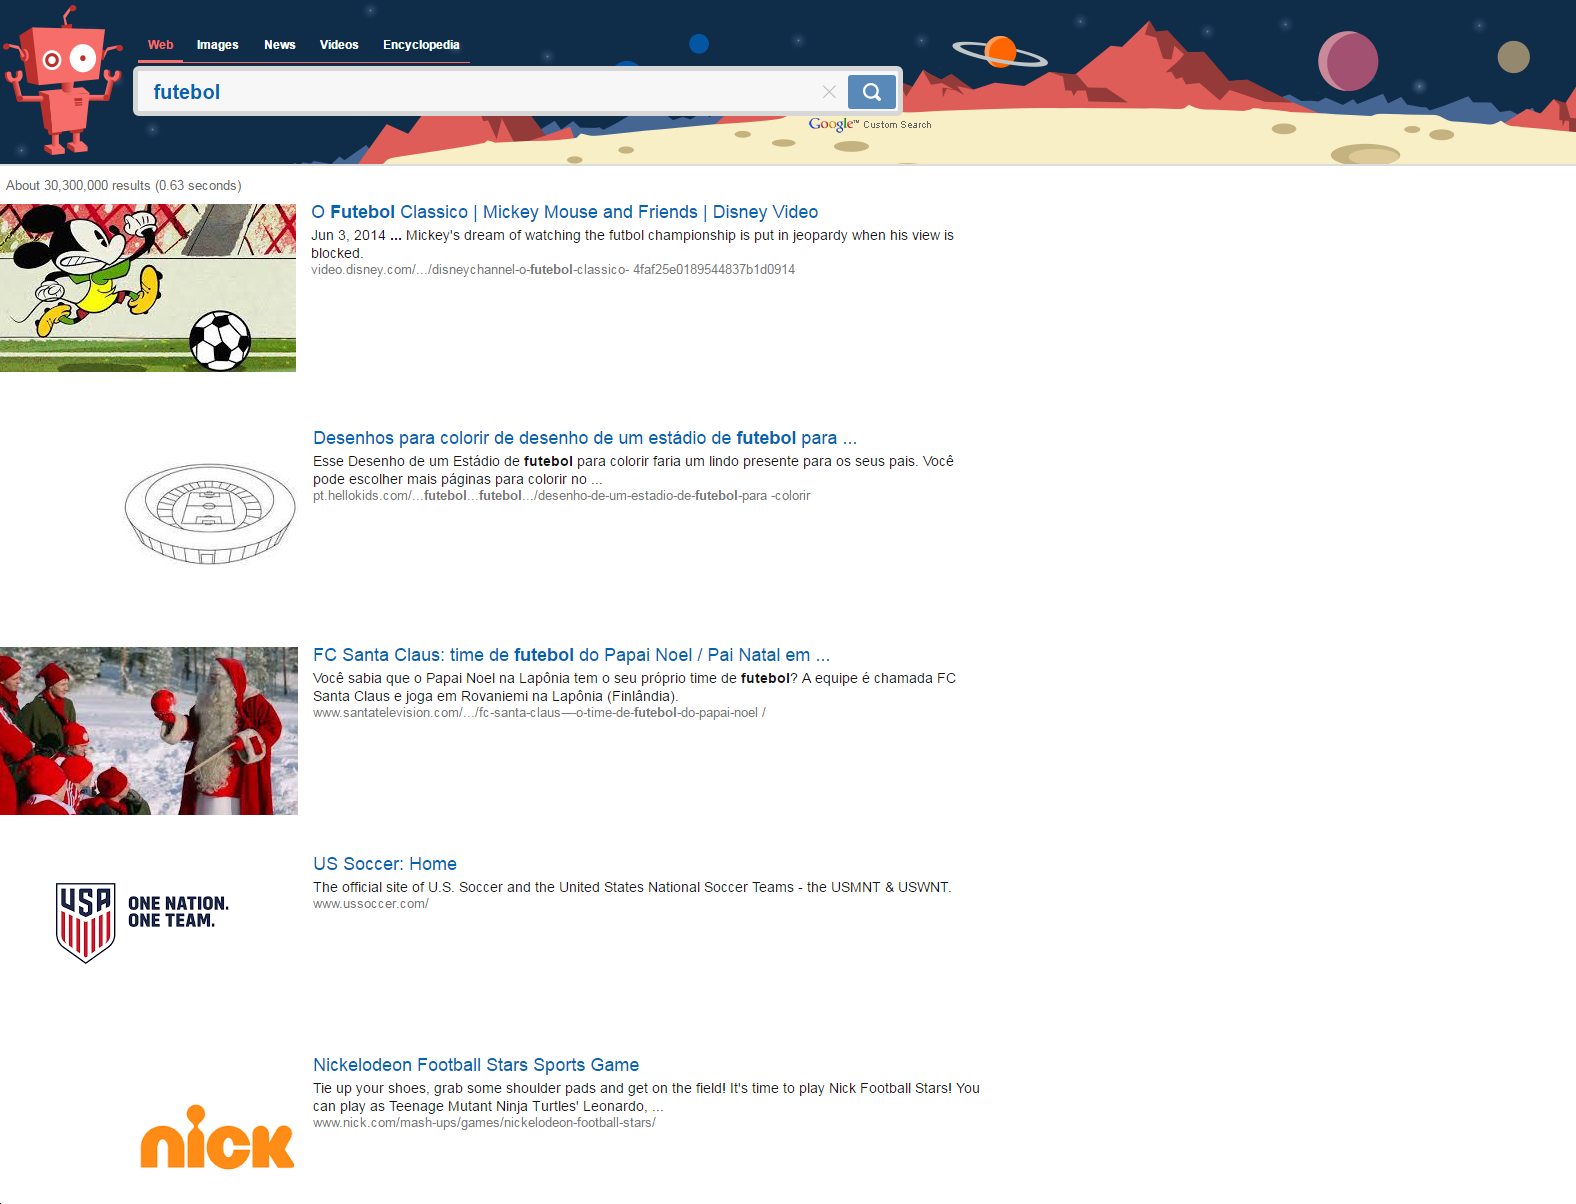 Web Images News Videos Encyclopedia
futebol
Google™ Custom Search
About 30,300,000 results (0.63 seconds)
O Futebol Classico | Mickey Mouse and Friends | Disney Video
Jun 3, 2014 ... Mickey's dream of watching the futbol championship is put in jeopardy when his view is
blocked.
video.disney.com/.../disneychannel-o-futebol-classico- 4faf25e0189544837b1d0914
Desenhos para colorir de desenho de um estádio de futebol para ...
Esse Desenho de um Estádio de futebol para colorir faria um lindo presente para os seus pais. Você
pode escolher mais páginas para colorir no ...
pt.hellokids.com/...futebol...futebol.../desenho-de-um-estadio-de-futebol-para -colorir
FC Santa Claus: time de futebol do Papai Noel / Pai Natal em ...
Você sabia que o Papai Noel na Lapônia tem o seu próprio time de futebol? A equipe é chamada FC
Santa Claus e joga em Rovaniemi na Lapônia (Finlândia).
www.santatelevision.com/.../fc-santa-claus—o-time-de-futebol-do-papai-noel /
US Soccer: Home
The official site of U.S. Soccer and the United States National Soccer Teams - the USMNT & USWNT.
www.ussoccer.com/
USA
ONE NATION.
ONE TEAM.
Nickelodeon Football Stars Sports Game
Tie up your shoes, grab some shoulder pads and get on the field! It's time to play Nick Football Stars! You
can play as Teenage Mutant Ninja Turtles' Leonardo, ...
www.nick.com/mash-ups/games/nickelodeon-football-stars/
nick